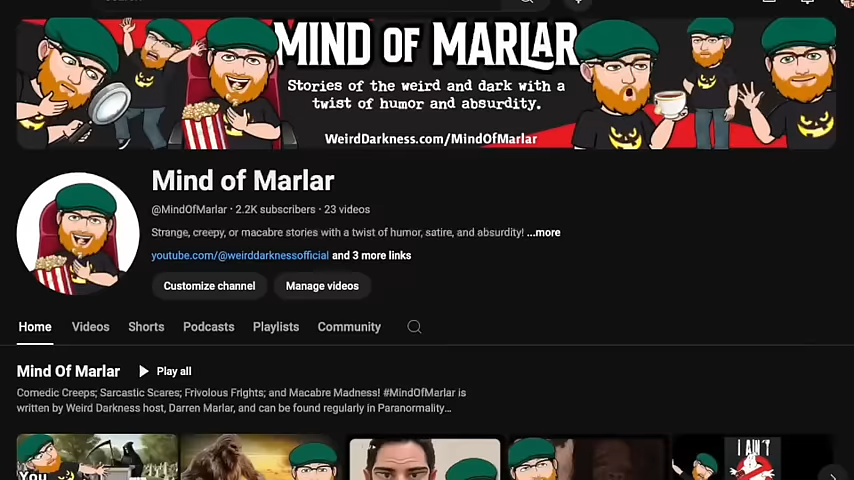 MIND OF MARLAR
Stories of the weird and dark with a
twist of humor and absurdity.
WeirdDarkness.com/MindOfMarlar
Mind of Marlar
@MindOfMarlar · 2.2K subscribers · 23 videos
Strange, creepy, or macabre stories with a twist of humor, satire, and absurdity! ...more
youtube.com/@weirddarknessofficial and 3 more links
Customize channel Manage videos
Home Videos Shorts Podcasts Playlists Community
Mind Of Marlar Play all
Comedic Creeps; Sarcastic Scares; Frivolous Frights; and Macabre Madness! #MindOfMarlar is
written by Weird Darkness host, Darren Marlar, and can be found regularly in Paranormality...
You
I AIN'T